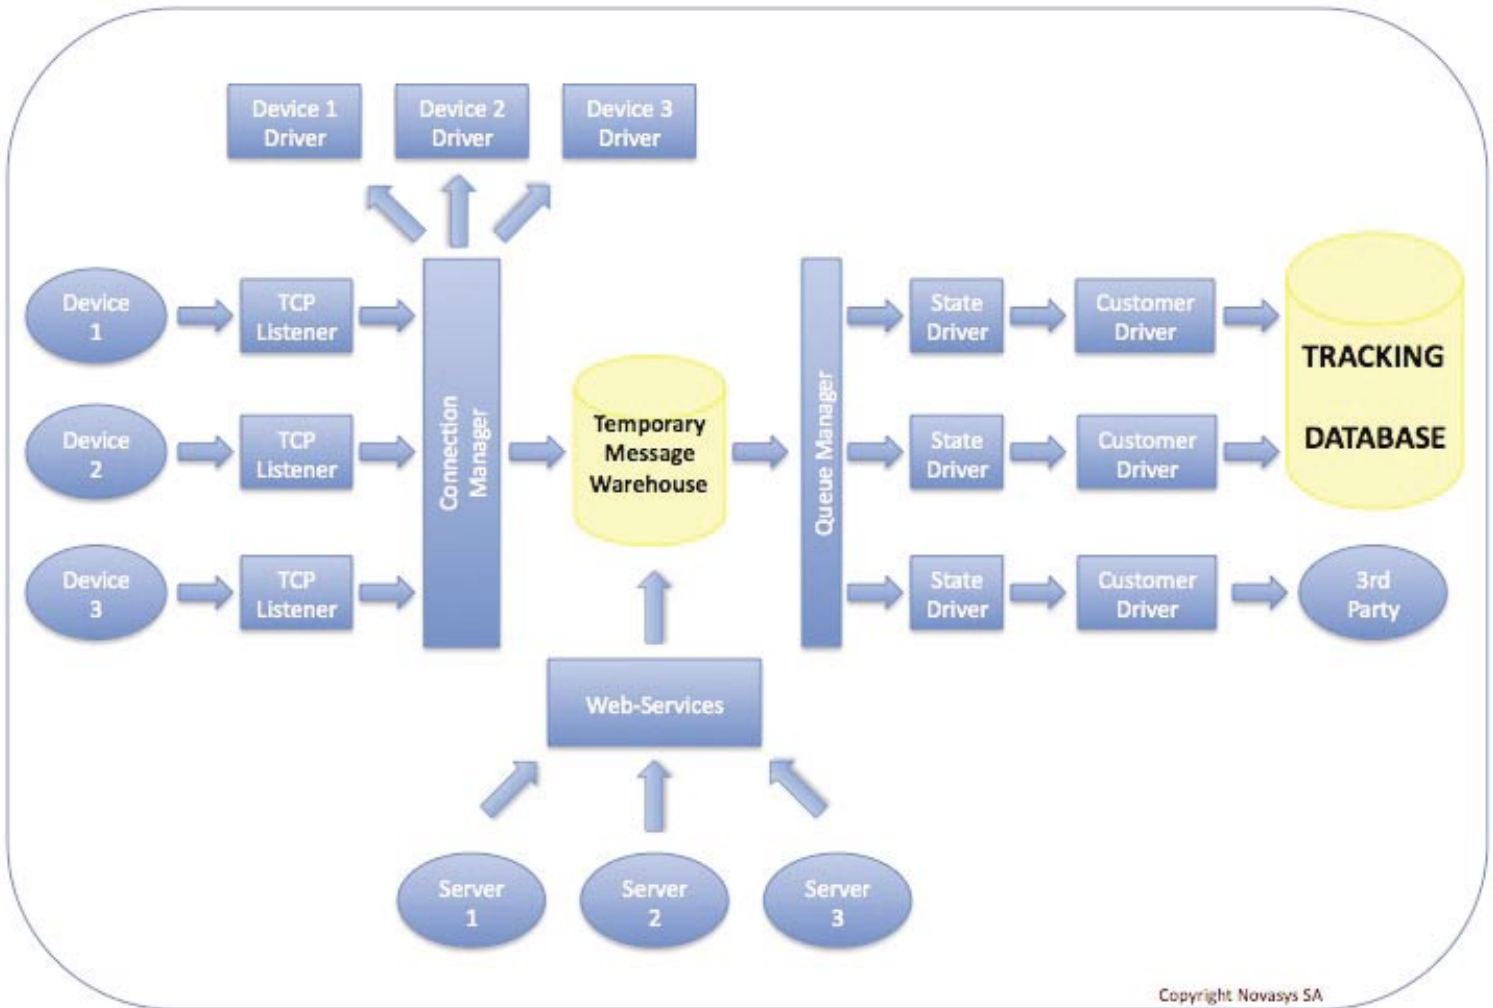 Device 1
Driver
Device 2
Driver
Device 3
Driver
Device
1
TCP
Listener
Device
2
TCP
Listener
Device
3
TCP
Listener
Connection
Manager
Temporary
Message
Warehouse
Queue Manager
State
Driver
Customer
Driver
State
Driver
Customer
Driver
State
Driver
Customer
Driver
TRACKING
DATABASE
3rd
Party
Web-Services
Server
1
Server
2
Server
3
Copyright Novasys SA